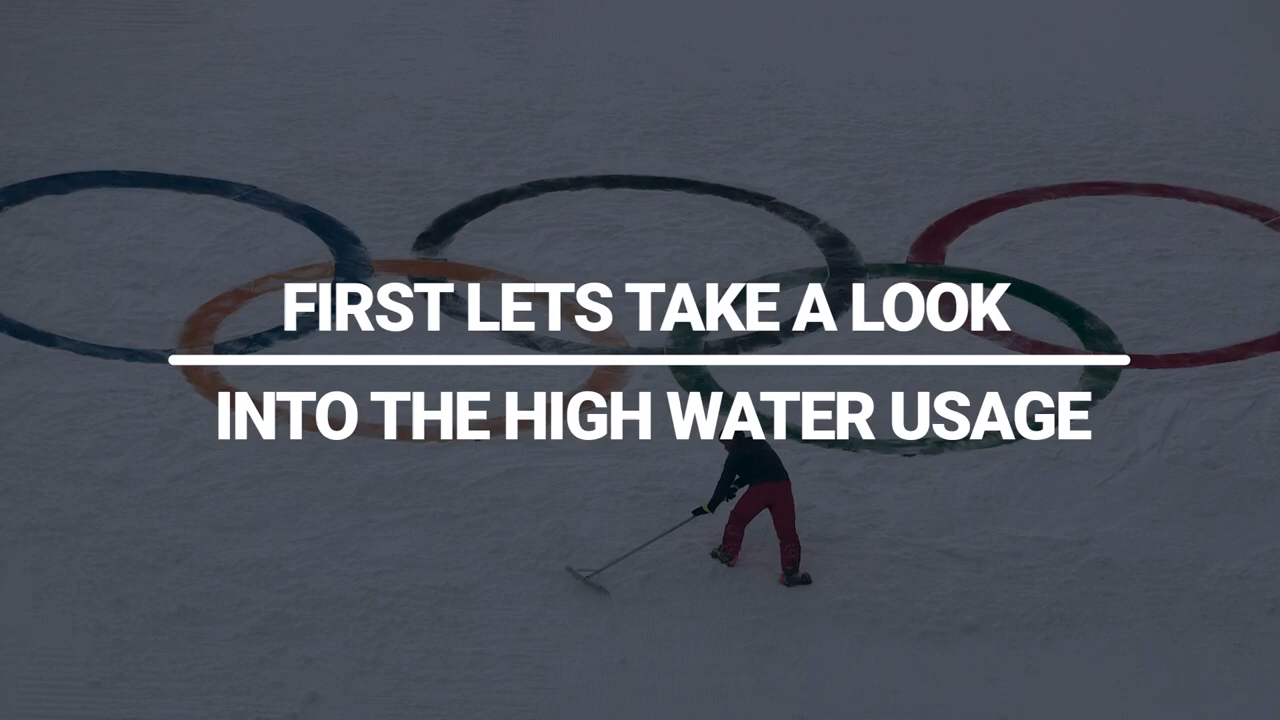 FIRST LETS TAKE A LOOK
INTO THE HIGH WATER USAGE